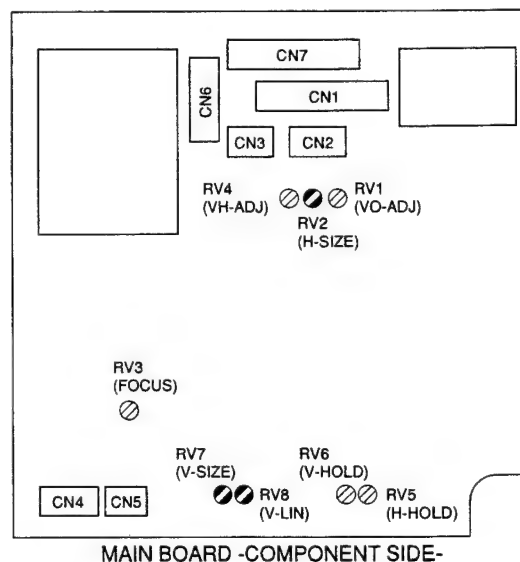 CN7
CN6
CN1
CN3
CN2
RV4
(VH-ADJ)
RV1
(VO-ADJ)
RV2
(H-SIZE)
RV3
(FOCUS)
RV7
(V-SIZE)
RV6
(V-HOLD)
CN4
CN5
RV8
(V-LIN)
RV5
(H-HOLD)
MAIN BOARD -COMPONENT SIDE-